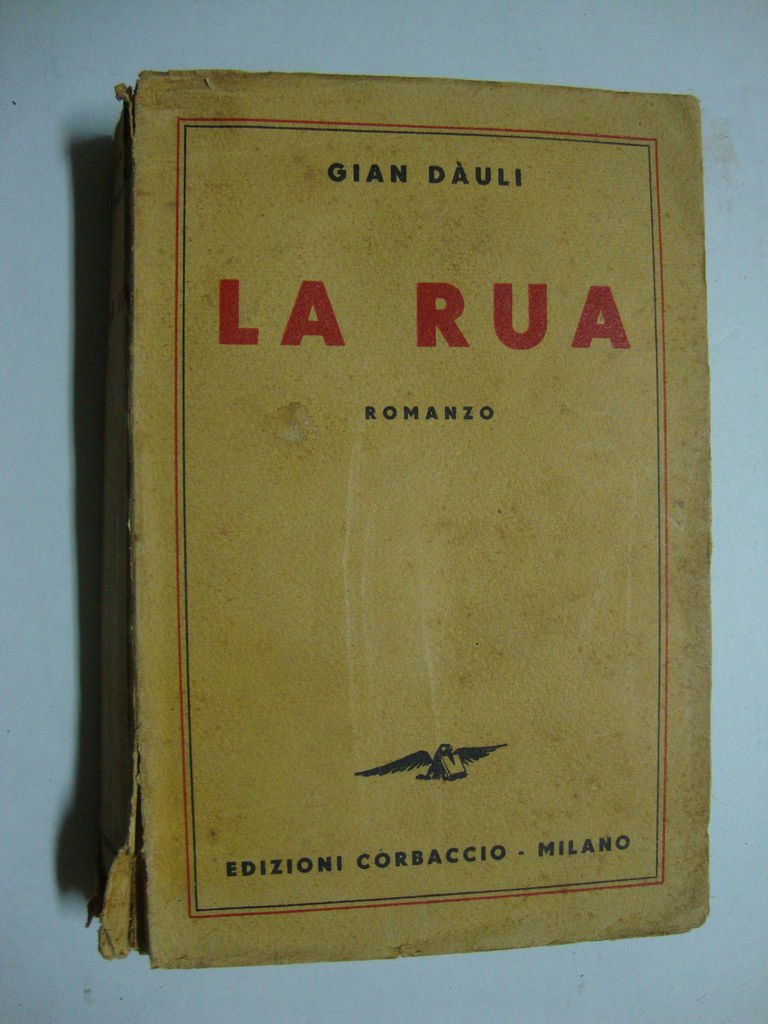 GIAN DÀULI
LA RUA
ROMANZO
EDIZIONI CORBACCIO - MILANO